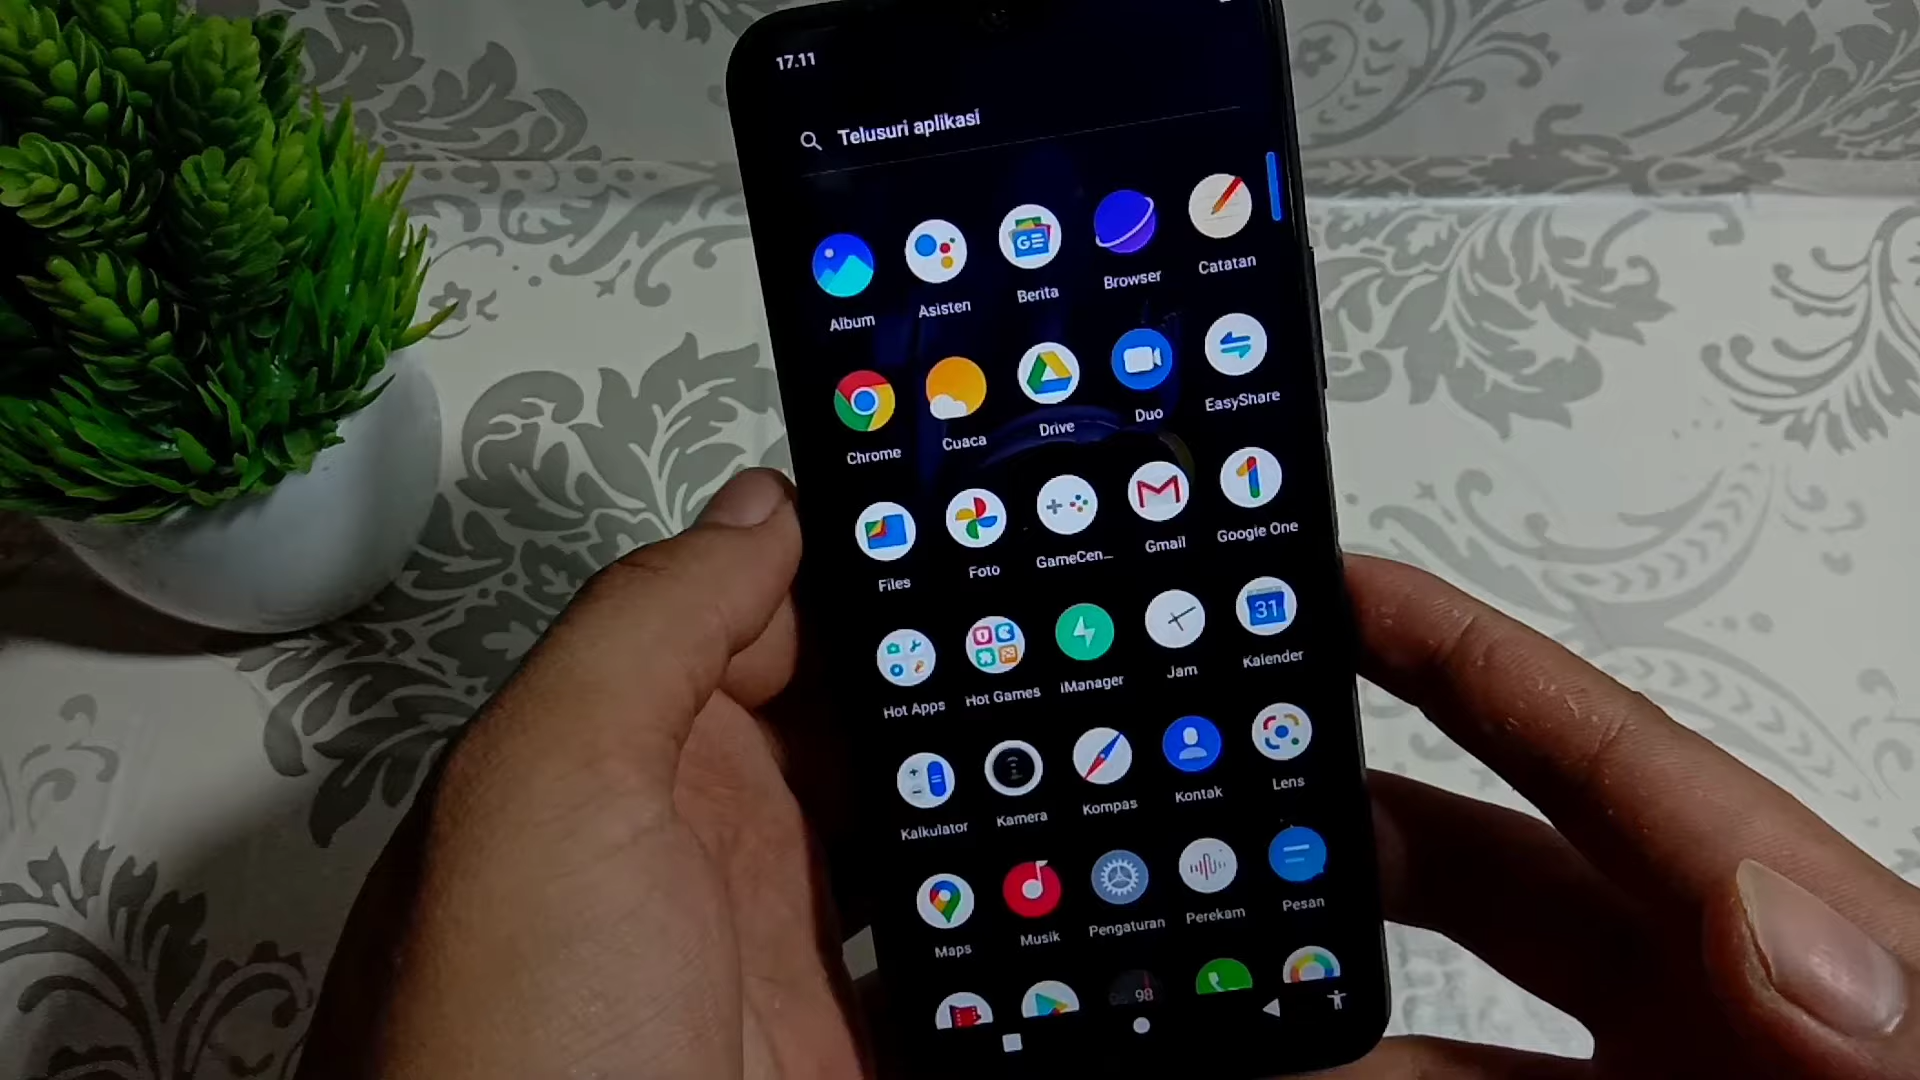 17.11
Telusuri aplikasi
Album Asisten Berita Browser Catatan
Chrome Cuaca Drive Duo EasyShare
Files Foto GameCen... Gmail Google One
Hot Apps Hot Games iManager Jam Kalender
31
Kalkulator Kamera Kompas Kontak Lens
Maps Musik Pengaturan Perekam Pesan
98